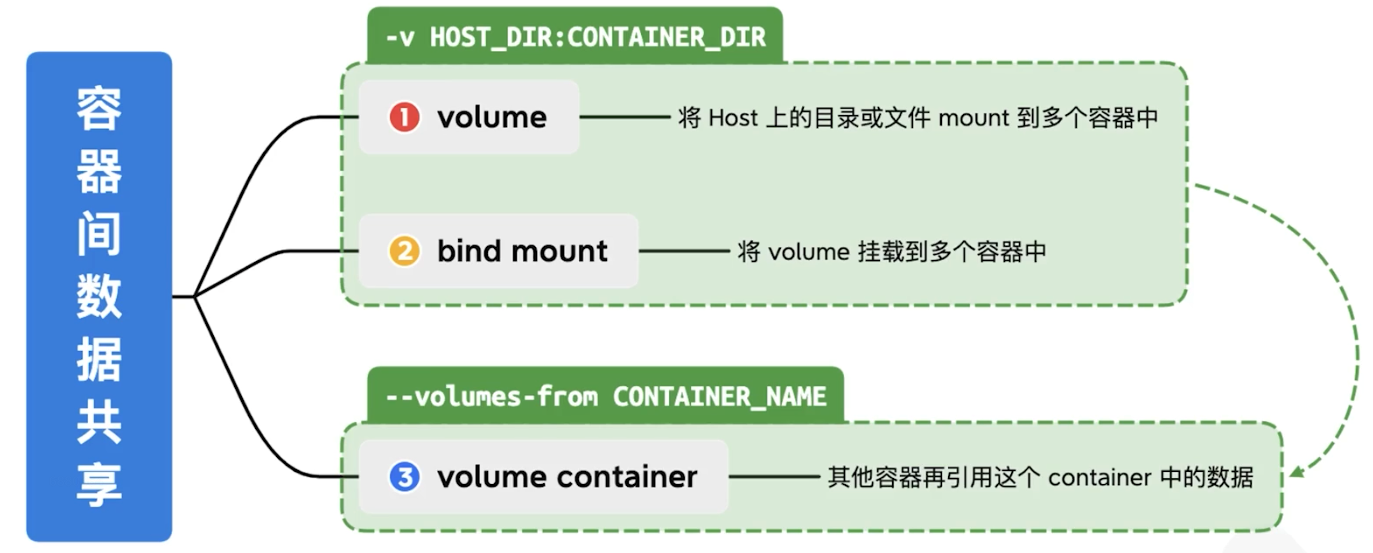 容器间数据共享
-v HOST_DIR:CONTAINER_DIR
1 volume
将 Host 上的目录或文件 mount 到多个容器中
2 bind mount
将 volume 挂载到多个容器中
--volumes-from CONTAINER_NAME
3 volume container
其他容器再引用这个 container 中的数据